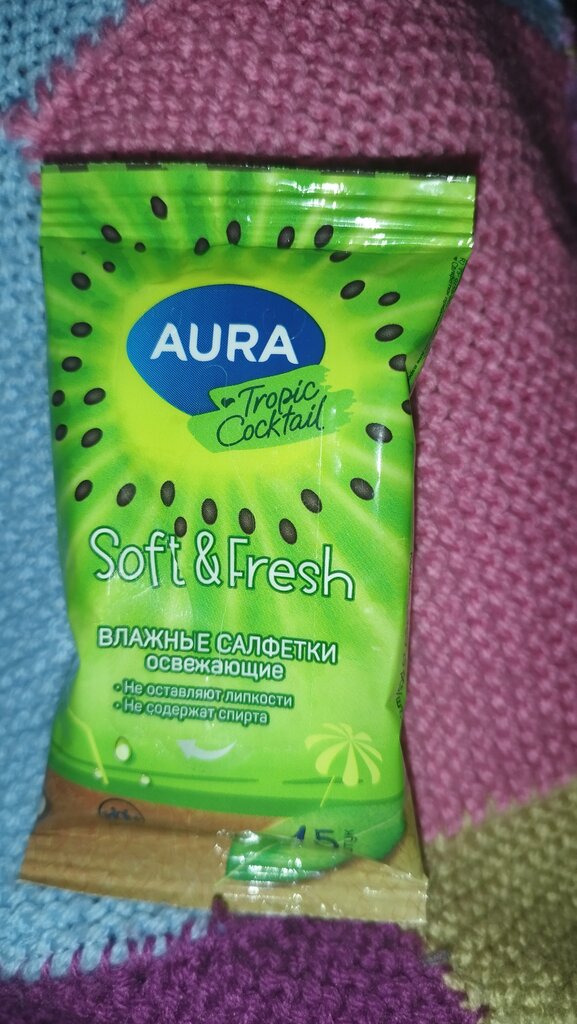 AURA
Tropic
Cocktail
Soft & Fresh
ВЛАЖНЫЕ САЛФЕТКИ
освежающие
• Не оставляют липкости
• Не содержат спирта
15